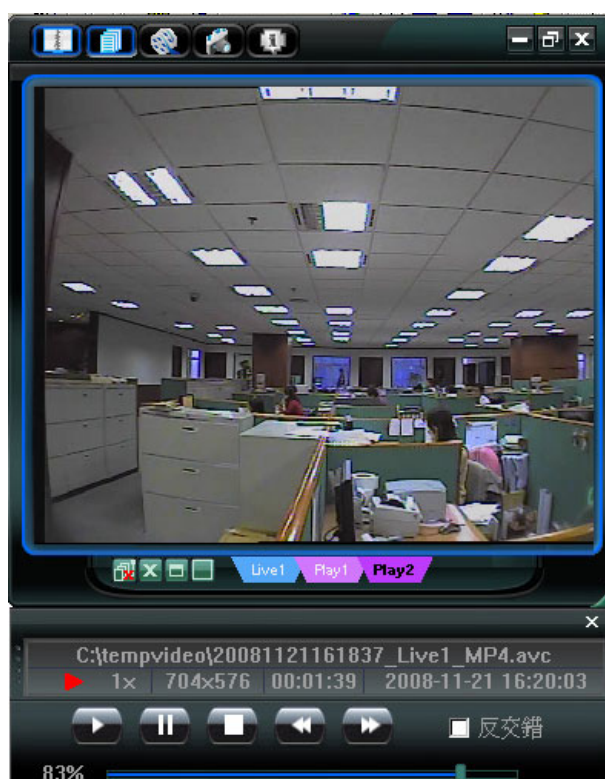 Live1 Play1 Play2
C:\tempvideo\20081121161837_Live1_MP4.avc
1x 704x576 00:01:39 2008-11-21 16:20:03
反交錯
83%